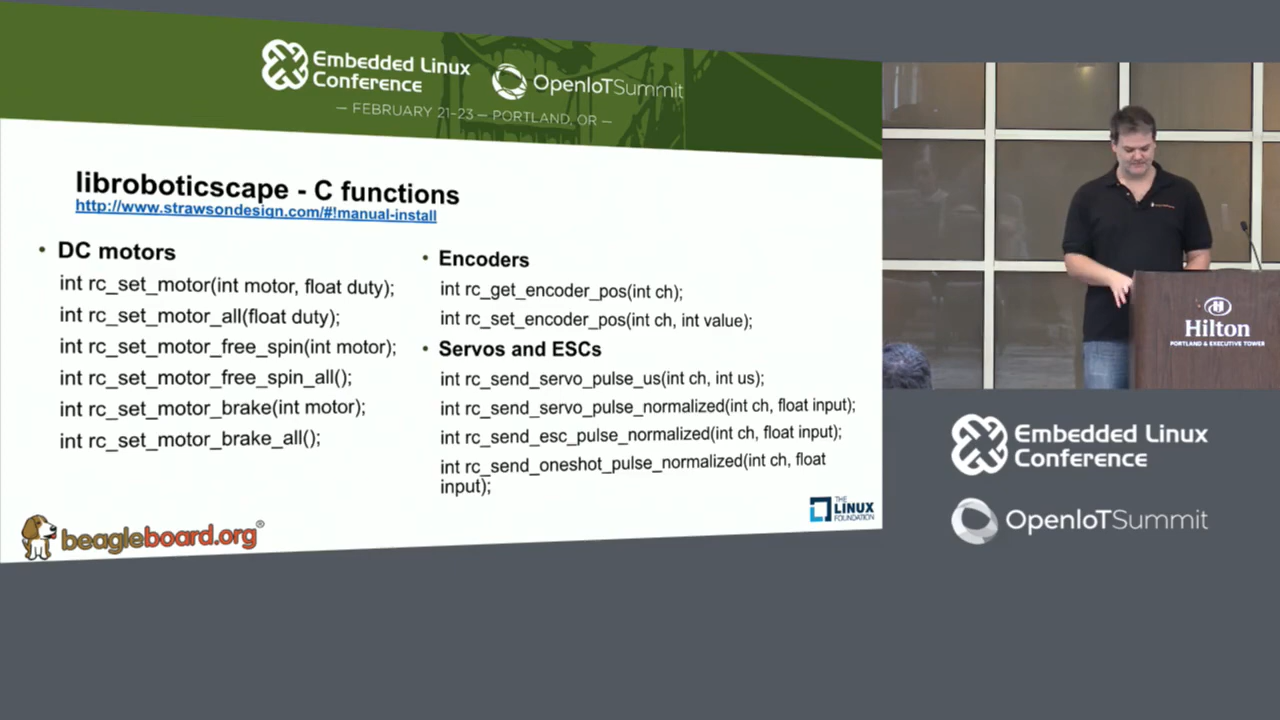 Embedded Linux
Conference
OpenIoTSummit
— FEBRUARY 21-23 — PORTLAND, OR —
libroboticscape - C functions
http://www.strawsondesign.com/#!manual-install
• DC motors
int rc_set_motor(int motor, float duty);
int rc_set_motor_all(float duty);
int rc_set_motor_free_spin(int motor);
int rc_set_motor_free_spin_all();
int rc_set_motor_brake(int motor);
int rc_set_motor_brake_all();
• Encoders
int rc_get_encoder_pos(int ch);
int rc_set_encoder_pos(int ch, int value);
• Servos and ESCs
int rc_send_servo_pulse_us(int ch, int us);
int rc_send_servo_pulse_normalized(int ch, float input);
int rc_send_esc_pulse_normalized(int ch, float input);
int rc_send_oneshot_pulse_normalized(int ch, float
input);
beagleboard.org®
THE
LINUX
FOUNDATION
Hilton
PORTLAND & EXECUTIVE TOWER
Embedded Linux
Conference
OpenIoTSummit